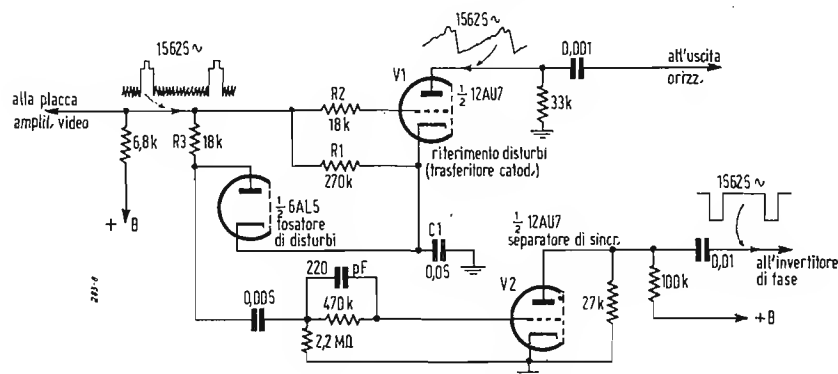 15625 ~
15625 ~
0,001
all'uscita
orizz.
V1
½ 12AU7
33k
alla placca
amplif. video
6,8k
+ B
R3
18k
R2
18k
R1
270k
riferimento disturbi
(trasferitore catod.)
½ 6AL5
fosatore
di disturbi
C1
0,05
½ 12AU7
separatore di sincr.
15625 ~
0,01
all'invertitore
di fase
V2
220 pF
470k
0,005
2,2 MΩ
27k
100k
+ B
283-8